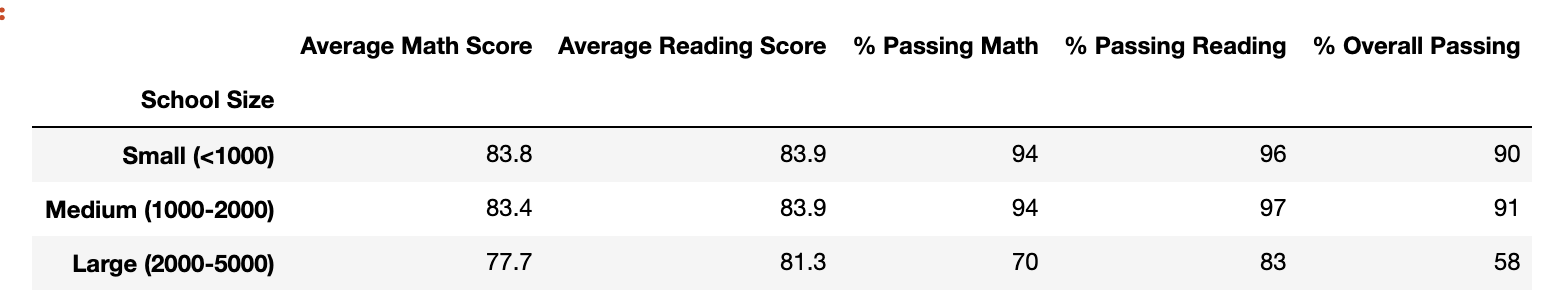 Average Math Score Average Reading Score % Passing Math % Passing Reading % Overall Passing
School Size
Small (<1000) 83.8 83.9 94 96 90
Medium (1000-2000) 83.4 83.9 94 97 91
Large (2000-5000) 77.7 81.3 70 83 58